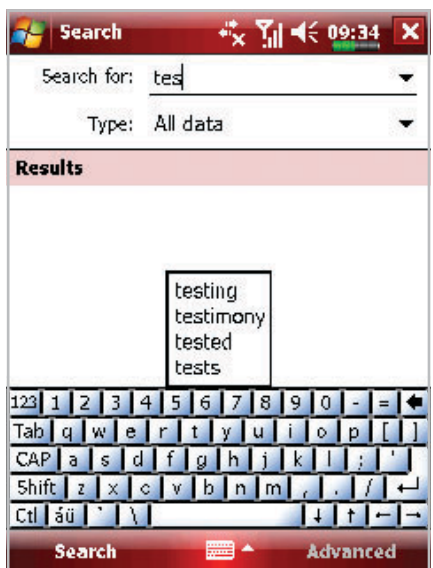 Search 09:34
Search for: tes
Type: All data
Results
testing
testimony
tested
tests
123 1 2 3 4 5 6 7 8 9 0 - =
Tab q w e r t y u i o p [ ]
CAP a s d f g h j k l ; '
Shift z x c v b n m , . /
Ctl áü ` \
Search Advanced